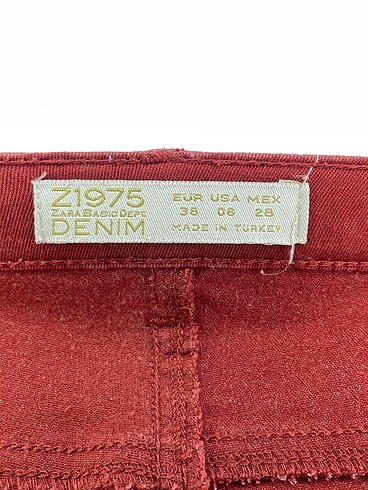 Z1975
ZARA BASIC DEPT.
DENIM
EUR USA MEX
38 06 28
MADE IN TURKEY